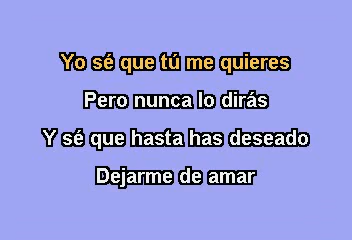 Yo sé que tú me quieres
Pero nunca lo dirás
Y sé que hasta has deseado
Dejarme de amar